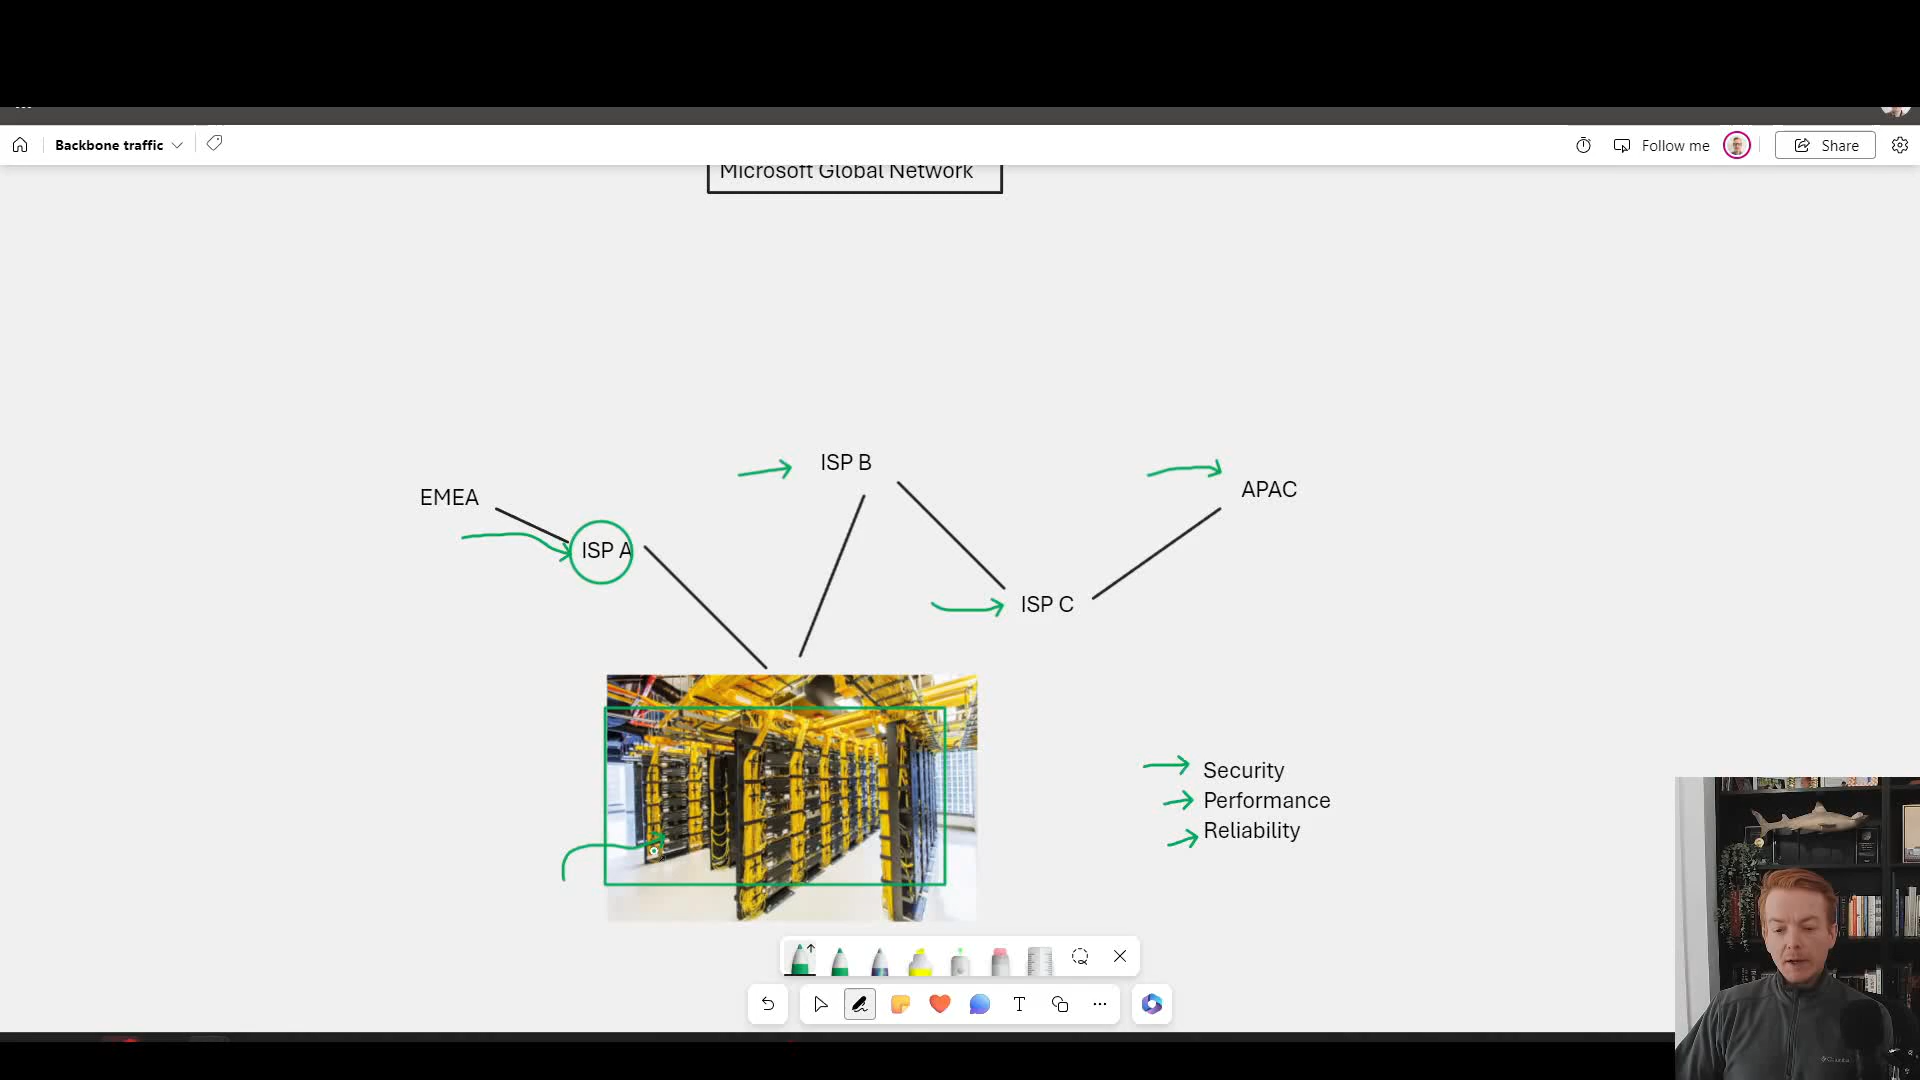 Backbone traffic
Follow me
Share
Microsoft Global Network
ISP B
EMEA
APAC
ISP A
ISP C
Security
Performance
Reliability
T